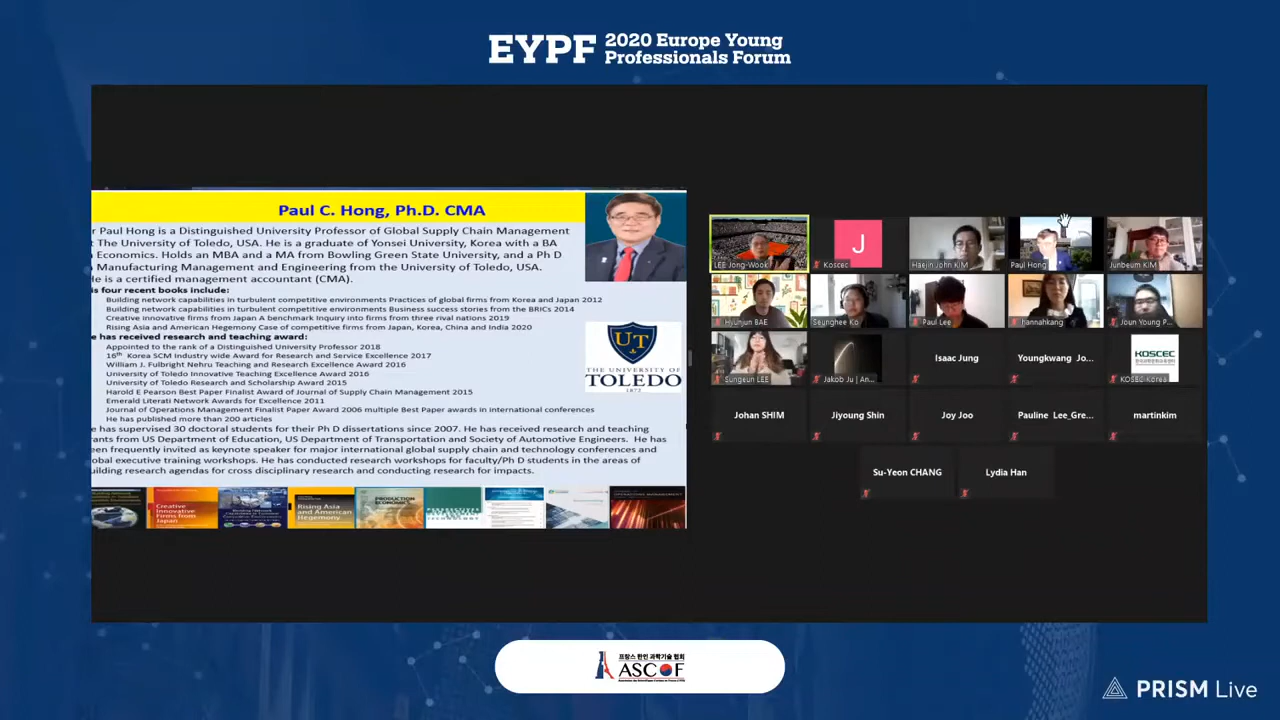 EYPF 2020 Europe Young
Professionals Forum
Paul C. Hong, Ph.D. CMA
r Paul Hong is a Distinguished University Professor of Global Supply Chain Management
t The University of Toledo, USA. He is a graduate of Yonsei University, Korea with a BA
Economics. Holds an MBA and a MA from Bowling Green State University, and a Ph D
Manufacturing Management and Engineering from the University of Toledo, USA.
e is a certified management accountant (CMA).
is four recent books include:
Building network capabilities in turbulent competitive environments Practices of global firms from Korea and Japan 2012
Building network capabilities in turbulent competitive environments Business success stories from the BRICs 2014
Creative innovative firms from Japan A benchmark Inquiry into firms from three rival nations 2019
Rising Asia and American Hegemony Case of competitive firms from Japan, Korea, China and India 2020
e has received research and teaching award:
Appointed to the rank of a Distinguished University Professor 2018
16th Korea SCM Industry wide Award for Research and Service Excellence 2017
William J. Fulbright Nehru Teaching and Research Excellence Award 2016
University of Toledo Innovative Teaching Excellence Award 2016
University of Toledo Research and Scholarship Award 2015
Harold E Pearson Best Paper Finalist Award of Journal of Supply Chain Management 2015
Emerald Literati Network Awards for Excellence 2011
Journal of Operations Management Finalist Paper Award 2006 multiple Best Paper awards in international conferences
He has published more than 200 articles
e has supervised 30 doctoral students for their Ph D dissertations since 2007. He has received research and teaching
rants from US Department of Education, US Department of Transportation and Society of Automotive Engineers. He has
een frequently invited as keynote speaker for major international global supply chain and technology conferences and
obal executive training workshops. He has conducted research workshops for faculty/Ph D students in the areas of
uilding research agendas for cross disciplinary research and conducting research for impacts.
UT
THE UNIVERSITY OF
TOLEDO
1872
Creative
Innovative
Firms from
Japan
Rising Asia
and American
Hegemony
PRODUCTION
ECONOMICS
LEE Jong-Wook
J
Koscec
Haejin John KIM
Paul Hong
Junbeum KIM
Hyunjun BAE
Seunghee Ko
Paul Lee
hannahkang
Joun Young P...
Sungeun LEE
Jakob Ju | An...
Isaac Jung
Youngkwang Jo...
KOSCEC
KOSEC Korea
Johan SHIM
Jiyoung Shin
Joy Joo
Pauline Lee_Gre...
martinkim
Su-Yeon CHANG
Lydia Han
프랑스 한인 과학기술 협회
ASCOF
PRISM Live